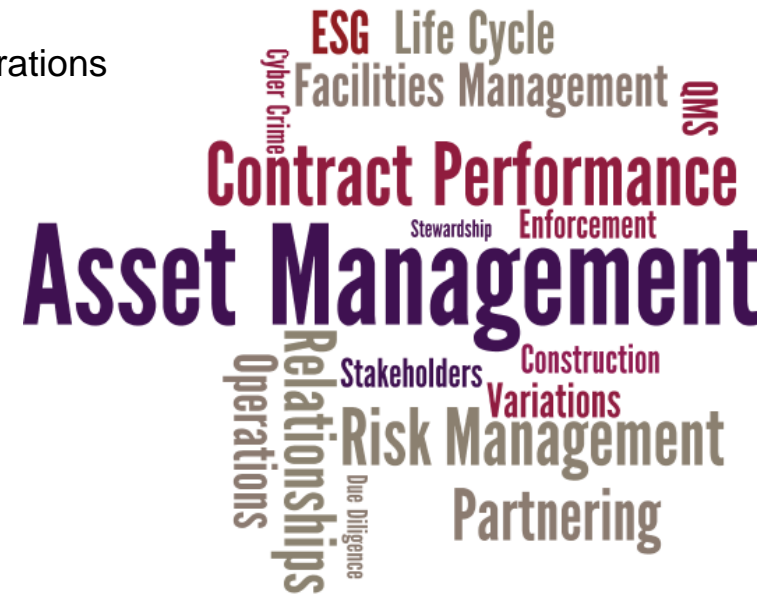 rations
ESG Life Cycle
Cyber Crime
Facilities Management
QMS
Contract Performance
Stewardship Enforcement
Asset Management
Relationships
Operations
Stakeholders
Construction
Variations
Risk Management
Due Diligence
Partnering